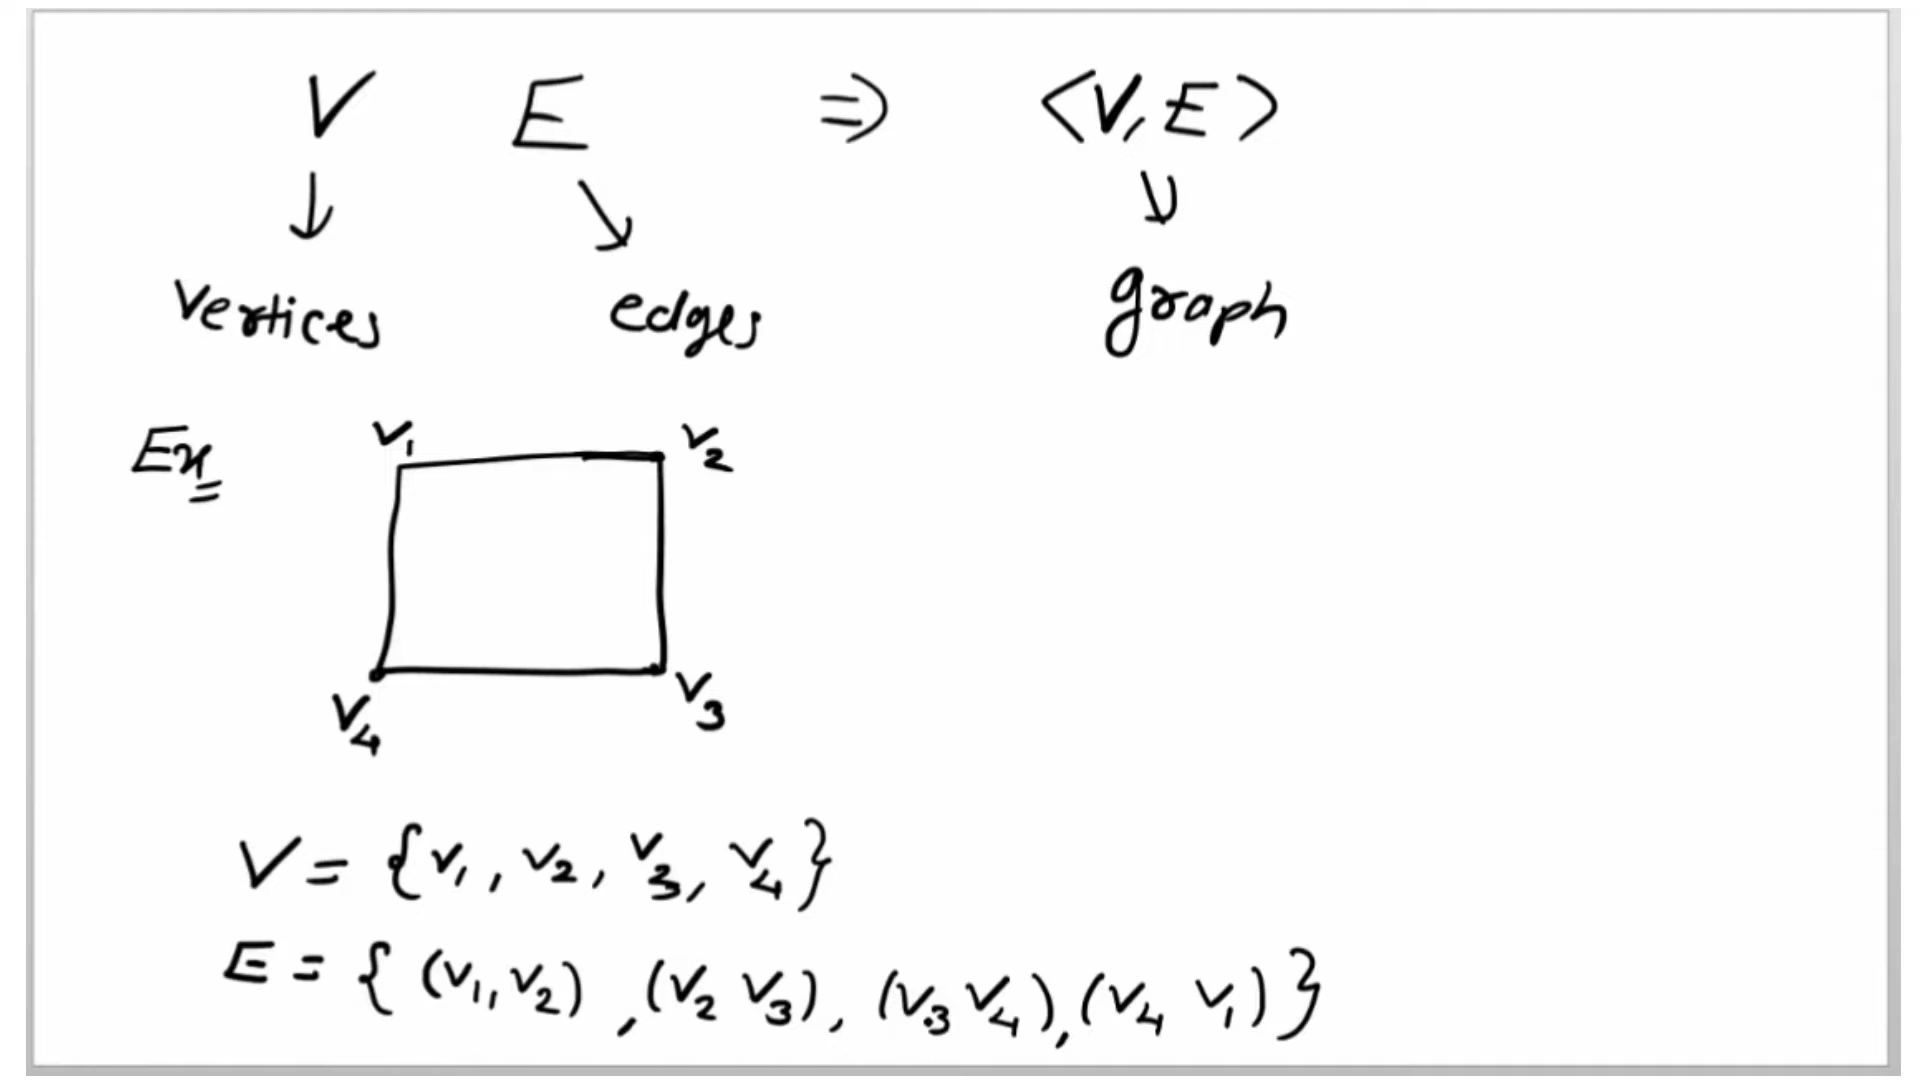 V E ⇒ <V, E>
Vertices edges graph
Ex
V1 V2
V4 V3
V = {V1, V2, V3, V4}
E = {(V1, V2), (V2 V3), (V3 V4), (V4 V1)}